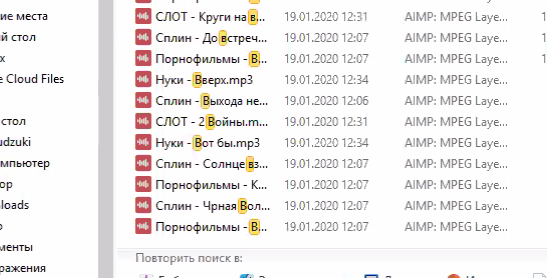 ие места
СЛОТ - Круги на в... 19.01.2020 12:31 AIMP: MPEG Laye...
ий стол
Сплин - До встреч... 19.01.2020 12:07 AIMP: MPEG Laye...
Порнофильмы - В... 19.01.2020 12:07 AIMP: MPEG Laye...
e Cloud Files
Нуки - Вверх.mp3 19.01.2020 12:34 AIMP: MPEG Laye...
Сплин - Выхода не... 19.01.2020 12:06 AIMP: MPEG Laye...
стол
СЛОТ - 2 Войны.m... 19.01.2020 12:31 AIMP: MPEG Laye...
udzuki
Нуки - Вот бы.mp3 19.01.2020 12:34 AIMP: MPEG Laye...
мпьютер
Сплин - Солнце вз... 19.01.2020 12:07 AIMP: MPEG Laye...
ор
Порнофильмы - К... 19.01.2020 12:07 AIMP: MPEG Laye...
nloads
Сплин - Чрная Вол... 19.01.2020 12:07 AIMP: MPEG Laye...
Порнофильмы - В... 19.01.2020 12:07 AIMP: MPEG Laye...
менты
Повторить поиск в:
ражения